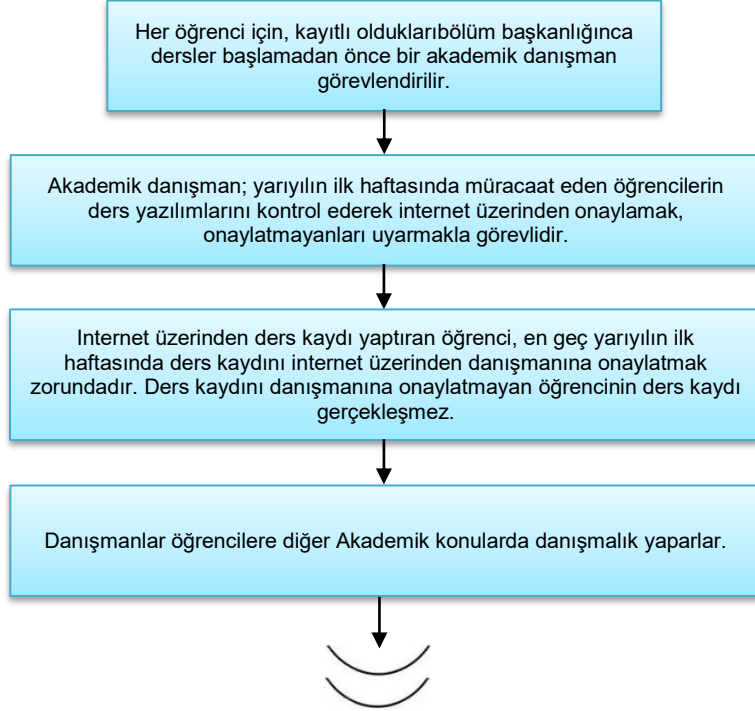 Her öğrenci için, kayıtlı olduklarıbölüm başkanlığınca
dersler başlamadan önce bir akademik danışman
görevlendirilir.
Akademik danışman; yarıyılın ilk haftasında müracaat eden öğrencilerin
ders yazılımlarını kontrol ederek internet üzerinden onaylamak,
onaylatmayanları uyarmakla görevlidir.
Internet üzerinden ders kaydı yaptıran öğrenci, en geç yarıyılın ilk
haftasında ders kaydını internet üzerinden danışmanına onaylatmak
zorundadır. Ders kaydını danışmanına onaylatmayan öğrencinin ders kaydı
gerçekleşmez.
Danışmanlar öğrencilere diğer Akademik konularda danışmalık yaparlar.